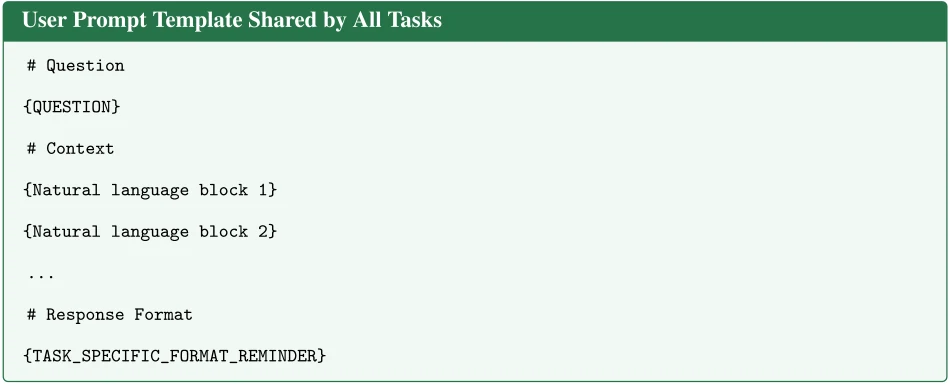 User Prompt Template Shared by All Tasks
# Question
{QUESTION}
# Context
{Natural language block 1}
{Natural language block 2}
...
# Response Format
{TASK_SPECIFIC_FORMAT_REMINDER}